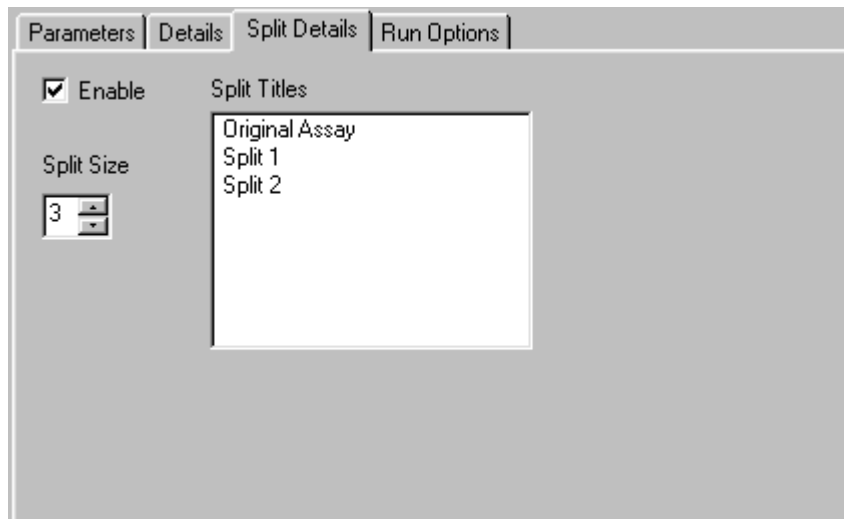 Parameters Details Split Details Run Options
Enable Split Titles
Original Assay
Split 1
Split 2
Split Size
3